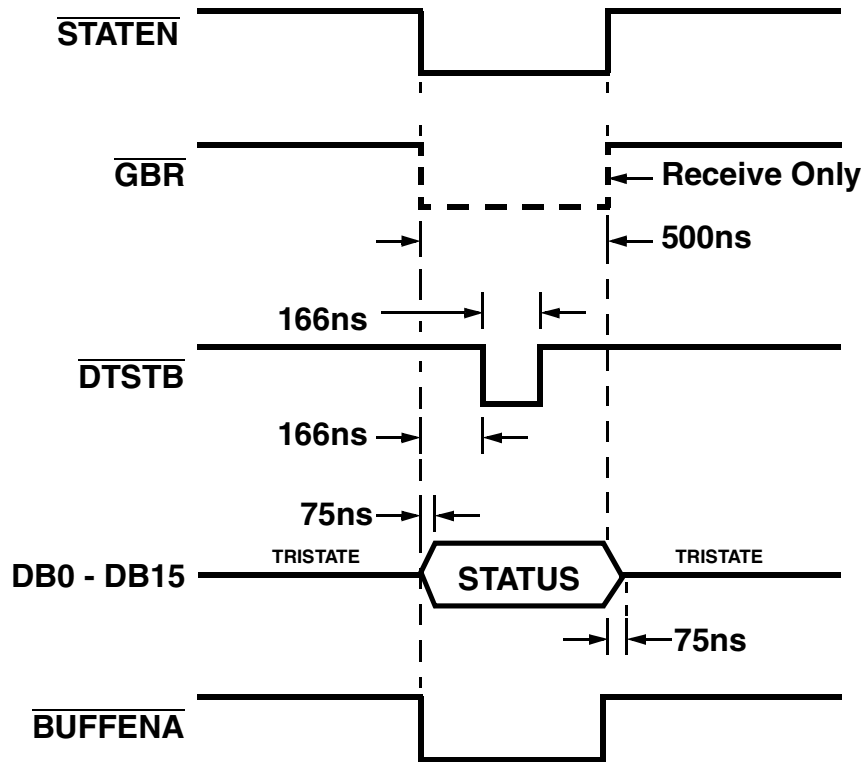 STATEN
GBR
Receive Only
500ns
166ns
DTSTB
166ns
75ns
TRISTATE
TRISTATE
DB0 - DB15
STATUS
75ns
BUFFENA